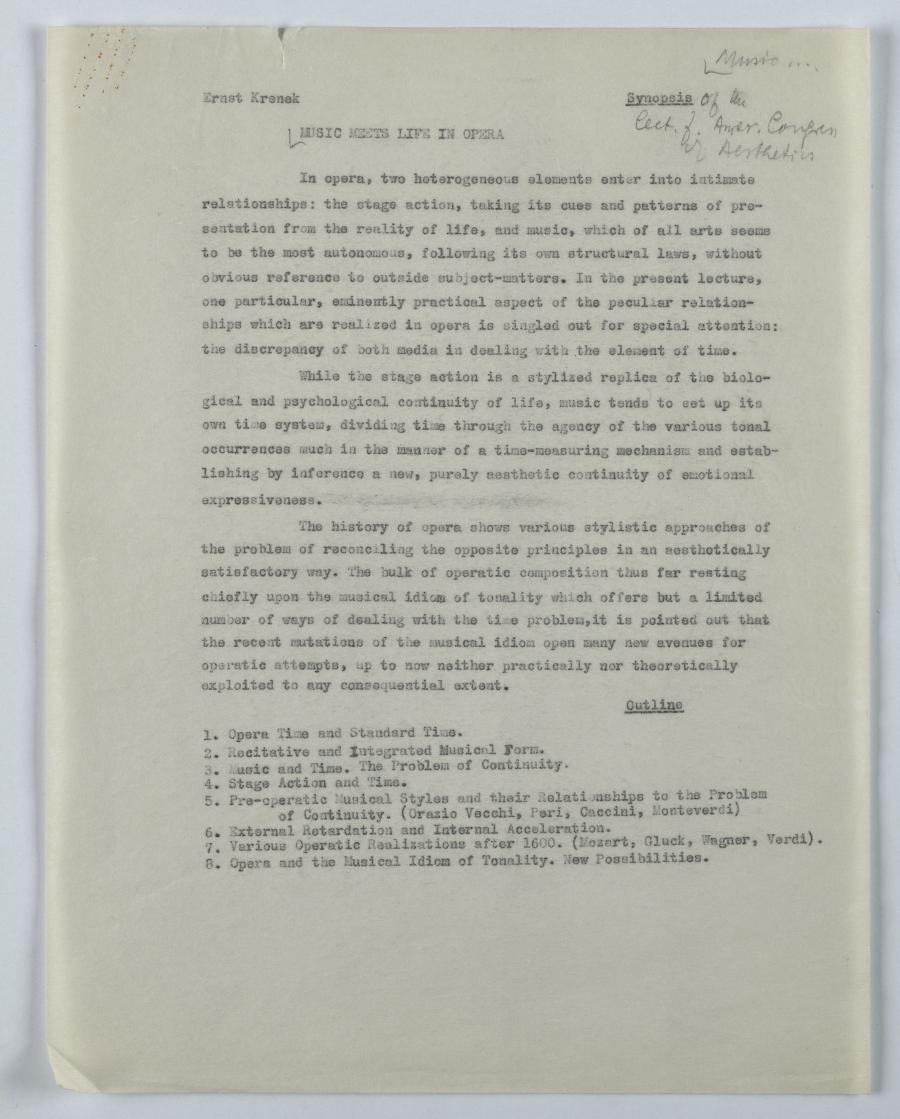 Music ...
Ernst Krenek Synopsis of the
Lect. f. Amer. Congress
of Aesthetics
MUSIC MEETS LIFE IN OPERA
In opera, two heterogeneous elements enter into intimate
relationships: the stage action, taking its cues and patterns of pre-
sentation from the reality of life, and music, which of all arts seems
to be the most autonomous, following its own structural laws, without
obvious reference to outside subject-matters. In the present lecture,
one particular, eminently practical aspect of the peculiar relation-
ships which are realized in opera is singled out for special attention:
the discrepancy of both media in dealing with the element of time.
While the stage action is a stylized replica of the biolo-
gical and psychological continuity of life, music tends to set up its
own time system, dividing time through the agency of the various tonal
occurrences much in the manner of a time-measuring mechanism and estab-
lishing by inference a new, purely aesthetic continuity of emotional
expressiveness.
The history of opera shows various stylistic approaches of
the problem of reconciling the opposite principles in an aesthetically
satisfactory way. The bulk of operatic composition thus far resting
chiefly upon the musical idiom of tonality which offers but a limited
number of ways of dealing with the time problem,it is pointed out that
the recent mutations of the musical idiom open many new avenues for
operatic attempts, up to now neither practically nor theoretically
exploited to any consequential extent.
Outline
1. Opera Time and Standard Time.
2. Recitative and Integrated Musical Form.
3. Music and Time. The Problem of Continuity.
4. Stage Action and Time.
5. Pre-operatic Musical Styles and their Relationships to the Problem
of Continuity. (Orazio Vecchi, Peri, Caccini, Monteverdi)
6. External Retardation and Internal Acceleration.
7. Various Operatic Realizations after 1600. (Mozart, Gluck, Wagner, Verdi).
8. Opera and the Musical Idiom of Tonality. New Possibilities.